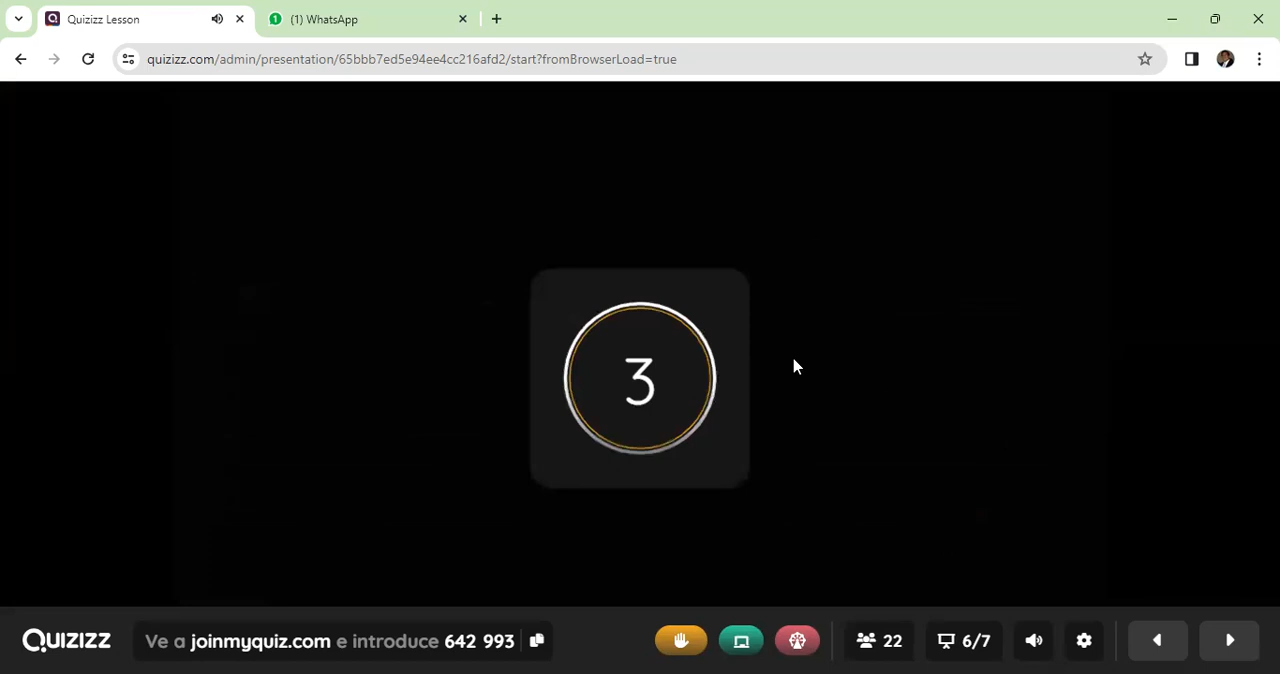 Quizizz Lesson
(1) WhatsApp
quizizz.com/admin/presentation/65bbb7ed5e94ee4cc216afd2/start?fromBrowserLoad=true
3
QUIZIZZ
Ve a joinmyquiz.com e introduce 642 993
22
6/7